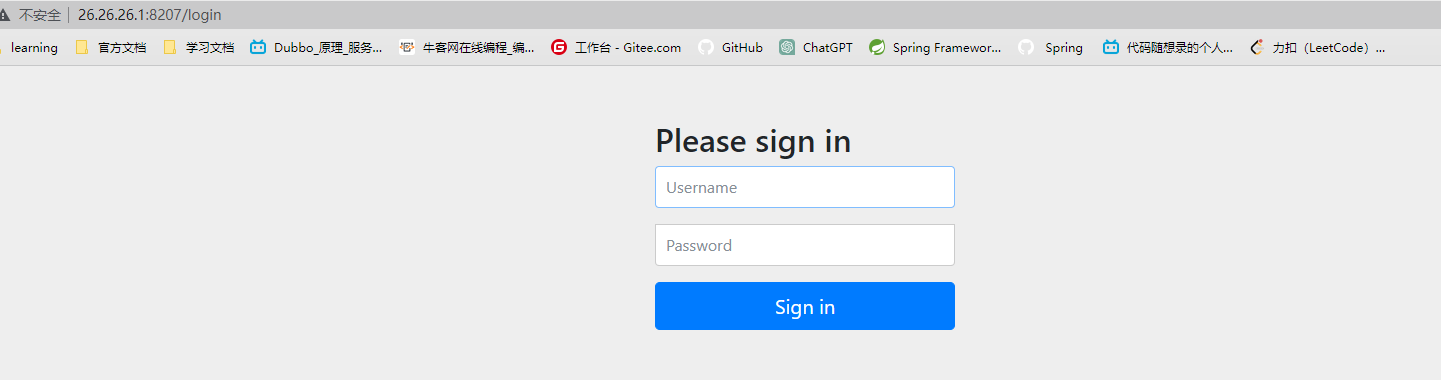 不安全 26.26.26.1:8207/login
learning 官方文档 学习文档 Dubbo_原理_服务... 牛客网在线编程_编... 工作台 - Gitee.com GitHub ChatGPT Spring Framewor... Spring 代码随想录的个人... 力扣（LeetCode）...
Please sign in
Username
Password
Sign in